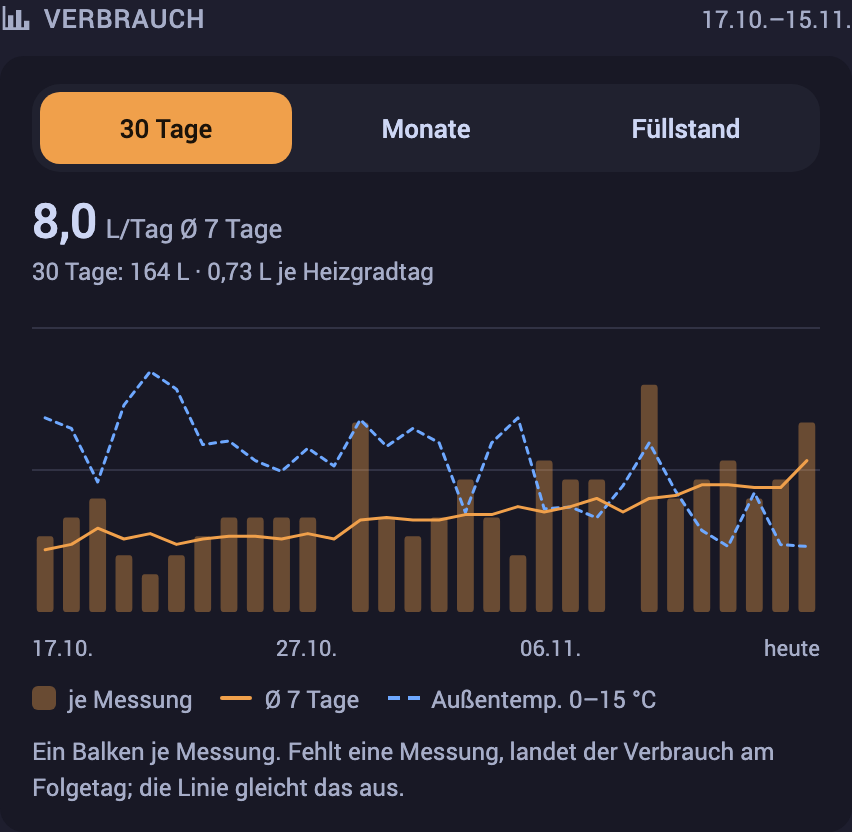 VERBRAUCH
17.10.–15.11.
30 Tage
Monate
Füllstand
8,0 L/Tag Ø 7 Tage
30 Tage: 164 L · 0,73 L je Heizgradtag
17.10.
27.10.
06.11.
heute
je Messung
Ø 7 Tage
Außentemp. 0–15 °C
Ein Balken je Messung. Fehlt eine Messung, landet der Verbrauch am
Folgetag; die Linie gleicht das aus.